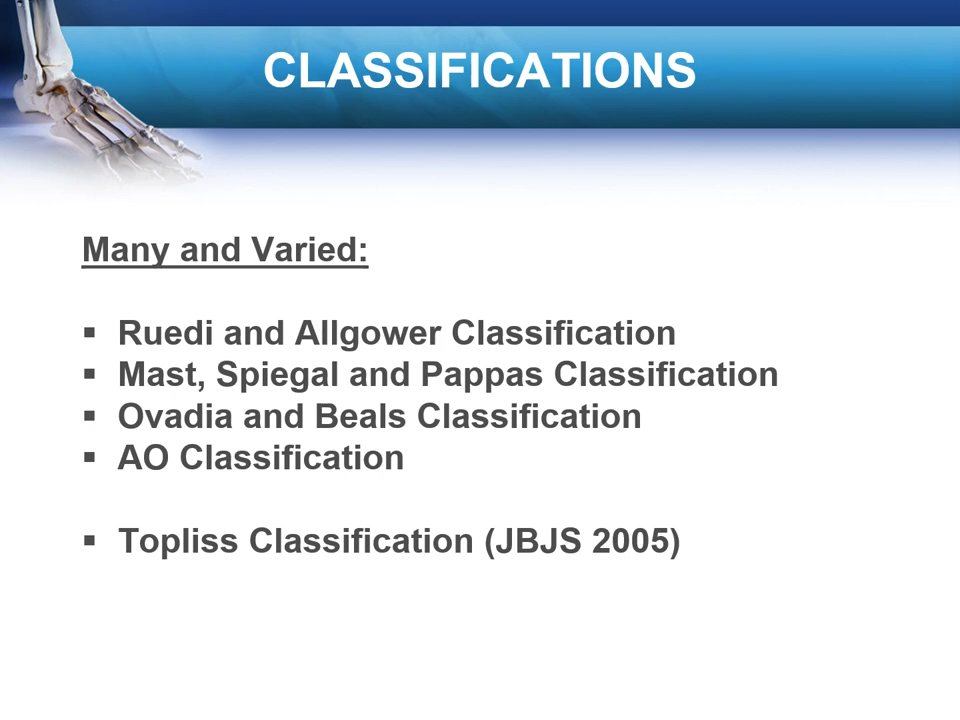 CLASSIFICATIONS
Many and Varied:
▪ Ruedi and Allgower Classification
▪ Mast, Spiegal and Pappas Classification
▪ Ovadia and Beals Classification
▪ AO Classification
▪ Topliss Classification (JBJS 2005)